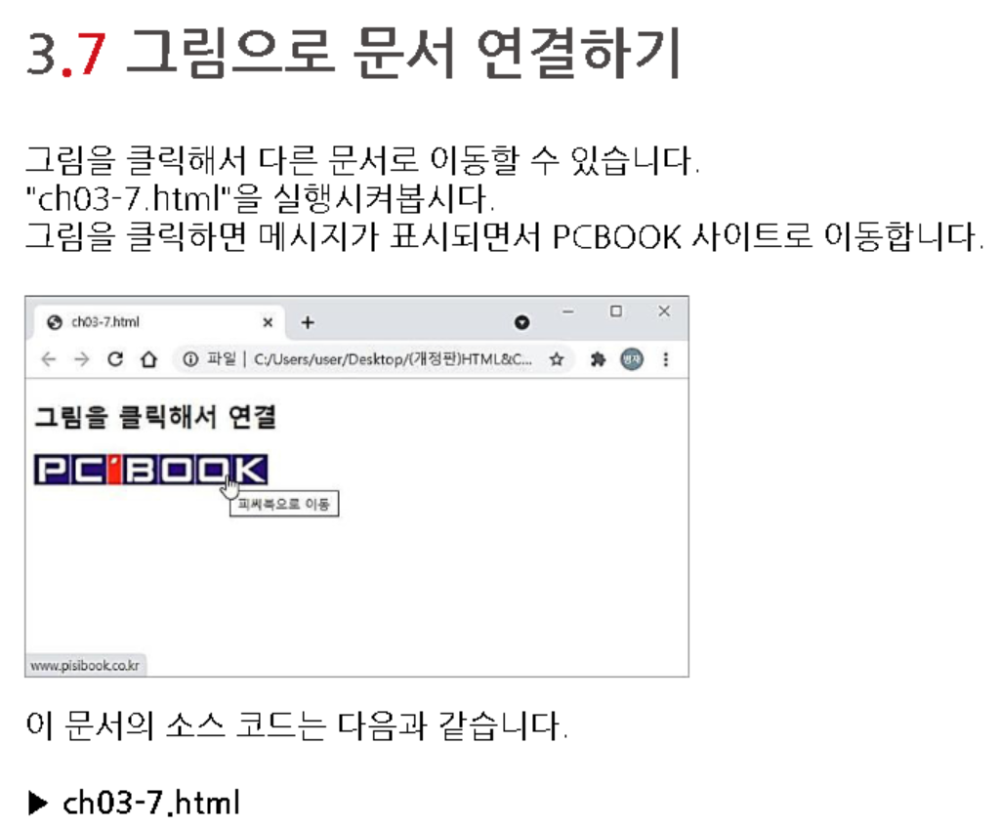 3.7 그림으로 문서 연결하기
그림을 클릭해서 다른 문서로 이동할 수 있습니다.
"ch03-7.html"을 실행시켜봅시다.
그림을 클릭하면 메시지가 표시되면서 PCBOOK 사이트로 이동합니다.
ch03-7.html
파일 | C:/Users/user/Desktop/(개정판)HTML&C...
그림을 클릭해서 연결
PC'BOOK
피씨북으로 이동
www.pisibook.co.kr
이 문서의 소스 코드는 다음과 같습니다.
▶ ch03-7.html